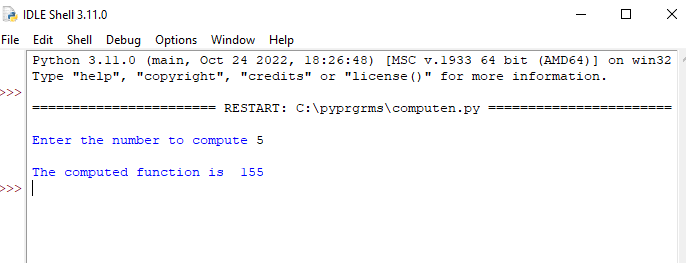 IDLE Shell 3.11.0
File Edit Shell Debug Options Window Help
Python 3.11.0 (main, Oct 24 2022, 18:26:48) [MSC v.1933 64 bit (AMD64)] on win32
Type "help", "copyright", "credits" or "license()" for more information.
>>>
======================== RESTART: C:\pyprgrms\computen.py =======================
Enter the number to compute 5
The computed function is  155
>>>